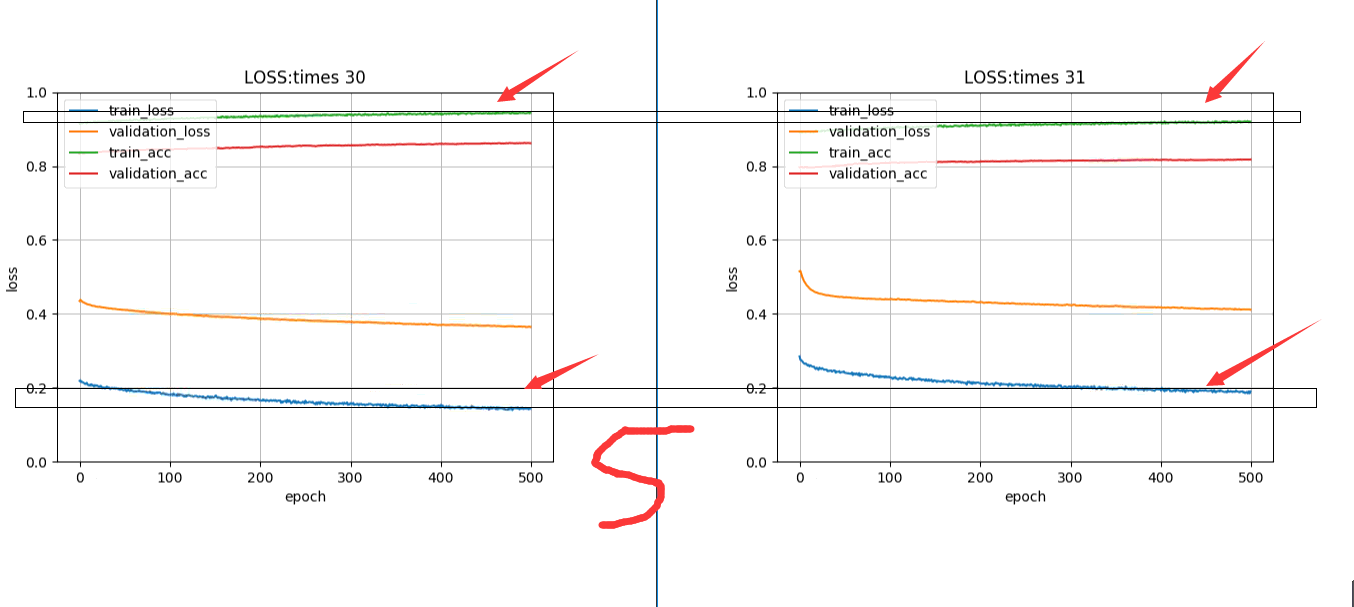 LOSS:times 30
1.0
0.8
0.6
0.4
0.2
0.0
loss
train_loss
validation_loss
train_acc
validation_acc
0 100 200 300 400 500
epoch
5
LOSS:times 31
1.0
0.8
0.6
0.4
0.2
0.0
loss
train_loss
validation_loss
train_acc
validation_acc
0 100 200 300 400 500
epoch